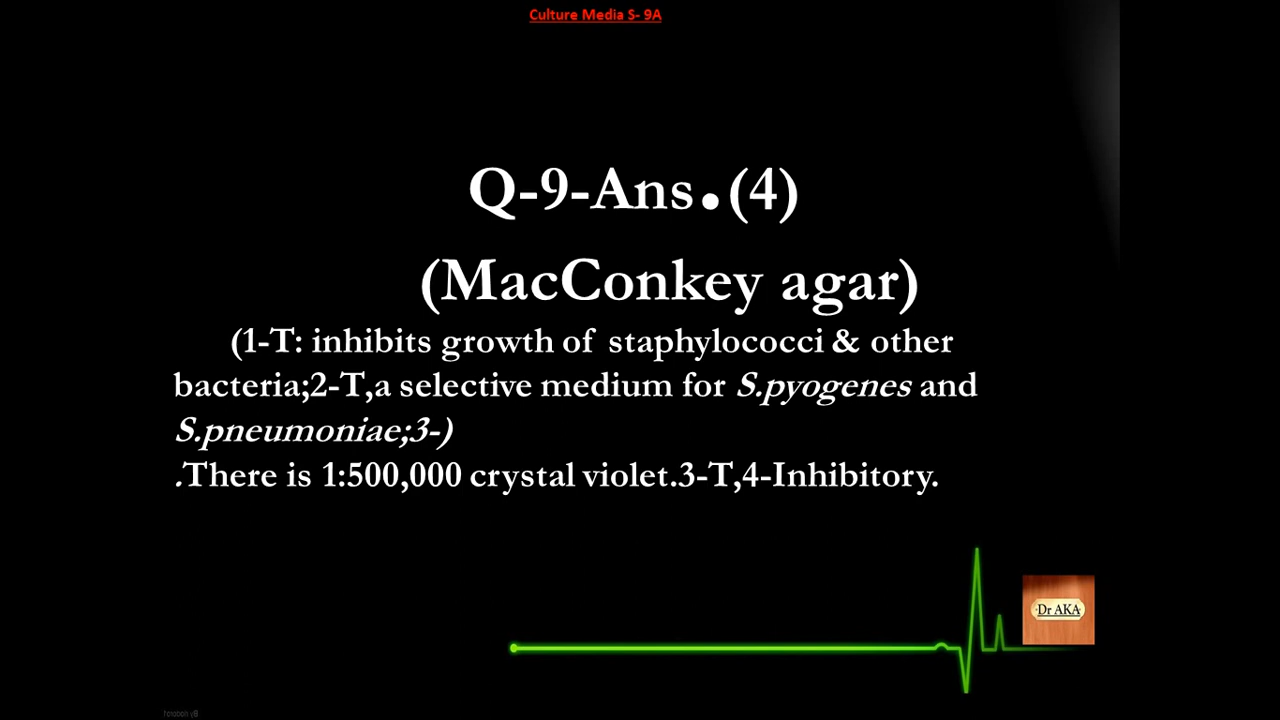 Culture Media S- 9A
Q-9-Ans.(4)
(MacConkey agar)
(1-T: inhibits growth of staphylococci & other
bacteria;2-T,a selective medium for S.pyogenes and
S.pneumoniae;3-)
.There is 1:500,000 crystal violet.3-T,4-Inhibitory.
Dr AKA